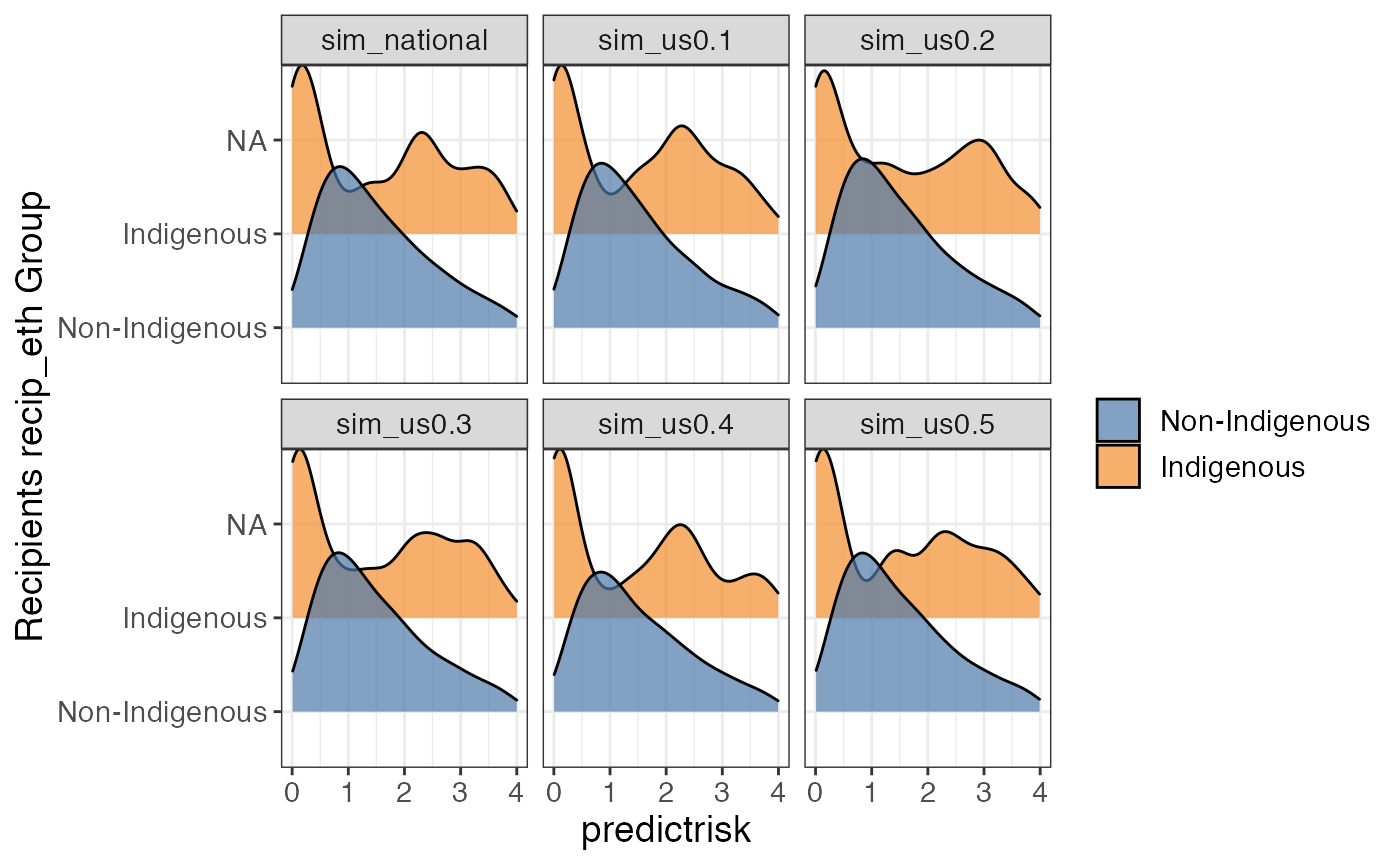 sim_national sim_us0.1 sim_us0.2
NA
Indigenous
Non-Indigenous
sim_us0.3 sim_us0.4 sim_us0.5
NA
Indigenous
Non-Indigenous
0 1 2 3 4 0 1 2 3 4 0 1 2 3 4
predictrisk
Recipients recip_eth Group
Non-Indigenous
Indigenous